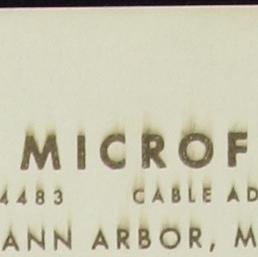 MICROF
4483 CABLE AD
ANN ARBOR, M